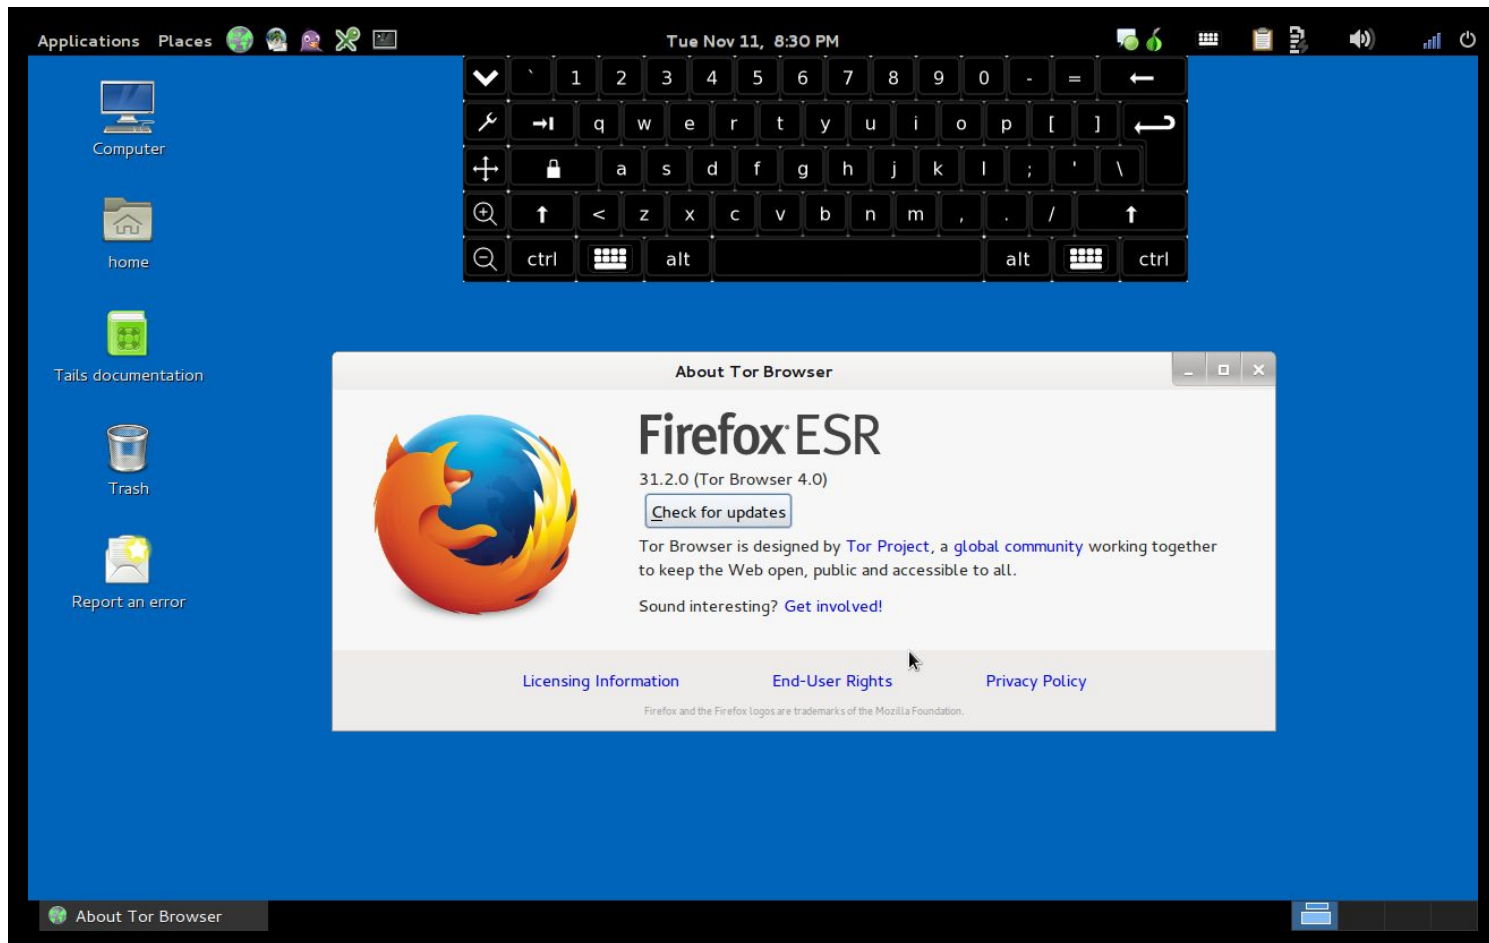 Applications Places Tue Nov 11, 8:30 PM
` 1 2 3 4 5 6 7 8 9 0 - =
q w e r t y u i o p [ ]
a s d f g h j k l ; ' \
< z x c v b n m , . /
ctrl alt alt ctrl
Computer
home
Tails documentation
Trash
Report an error
About Tor Browser
Firefox ESR
31.2.0 (Tor Browser 4.0)
Check for updates
Tor Browser is designed by Tor Project, a global community working together
to keep the Web open, public and accessible to all.
Sound interesting? Get involved!
Licensing Information End-User Rights Privacy Policy
Firefox and the Firefox logos are trademarks of the Mozilla Foundation.
About Tor Browser